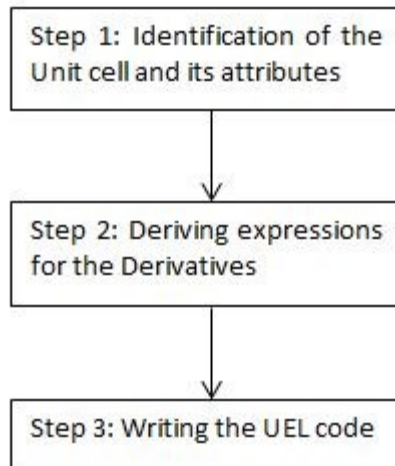 Step 1: Identification of the
Unit cell and its attributes
Step 2: Deriving expressions
for the Derivatives
Step 3: Writing the UEL code